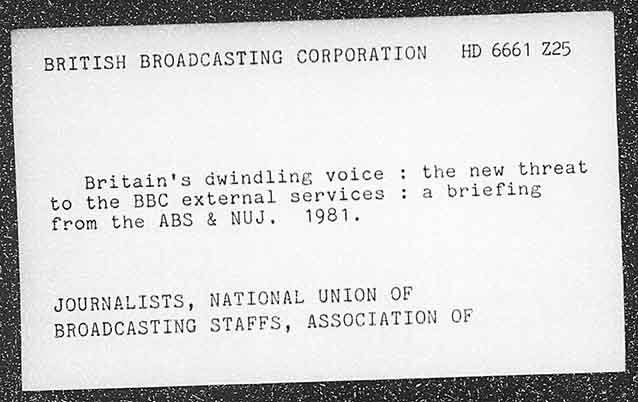 BRITISH BROADCASTING CORPORATION HD 6661 Z25
Britain's dwindling voice : the new threat
to the BBC external services : a briefing
from the ABS & NUJ. 1981.
JOURNALISTS, NATIONAL UNION OF
BROADCASTING STAFFS, ASSOCIATION OF